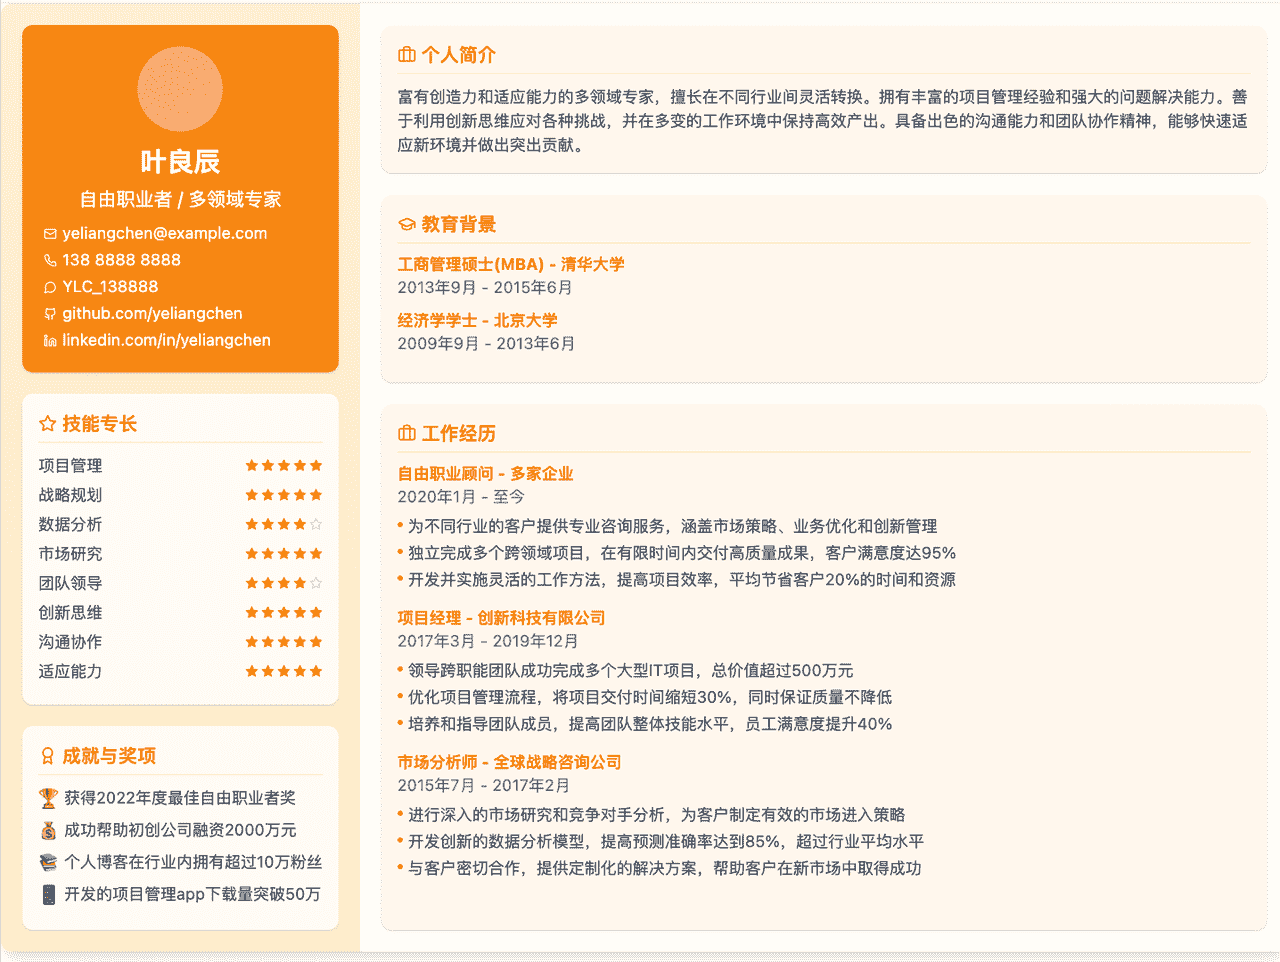 叶良辰
自由职业者 / 多领域专家
yeliangchen@example.com
138 8888 8888
YLC_138888
github.com/yeliangchen
linkedin.com/in/yeliangchen
技能专长
项目管理
战略规划
数据分析
市场研究
团队领导
创新思维
沟通协作
适应能力
成就与奖项
获得2022年度最佳自由职业者奖
成功帮助初创公司融资2000万元
个人博客在行业内拥有超过10万粉丝
开发的项目管理app下载量突破50万
个人简介
富有创造力和适应能力的多领域专家，擅长在不同行业间灵活转换。拥有丰富的项目管理经验和强大的问题解决能力。善
于利用创新思维应对各种挑战，并在多变的工作环境中保持高效产出。具备出色的沟通能力和团队协作精神，能够快速适
应新环境并做出突出贡献。
教育背景
工商管理硕士(MBA) - 清华大学
2013年9月 - 2015年6月
经济学学士 - 北京大学
2009年9月 - 2013年6月
工作经历
自由职业顾问 - 多家企业
2020年1月 - 至今
• 为不同行业的客户提供专业咨询服务，涵盖市场策略、业务优化和创新管理
• 独立完成多个跨领域项目，在有限时间内交付高质量成果，客户满意度达95%
• 开发并实施灵活的工作方法，提高项目效率，平均节省客户20%的时间和资源
项目经理 - 创新科技有限公司
2017年3月 - 2019年12月
• 领导跨职能团队成功完成多个大型IT项目，总价值超过500万元
• 优化项目管理流程，将项目交付时间缩短30%，同时保证质量不降低
• 培养和指导团队成员，提高团队整体技能水平，员工满意度提升40%
市场分析师 - 全球战略咨询公司
2015年7月 - 2017年2月
• 进行深入的市场研究和竞争对手分析，为客户制定有效的市场进入策略
• 开发创新的数据分析模型，提高预测准确率达到85%，超过行业平均水平
• 与客户密切合作，提供定制化的解决方案，帮助客户在新市场中取得成功